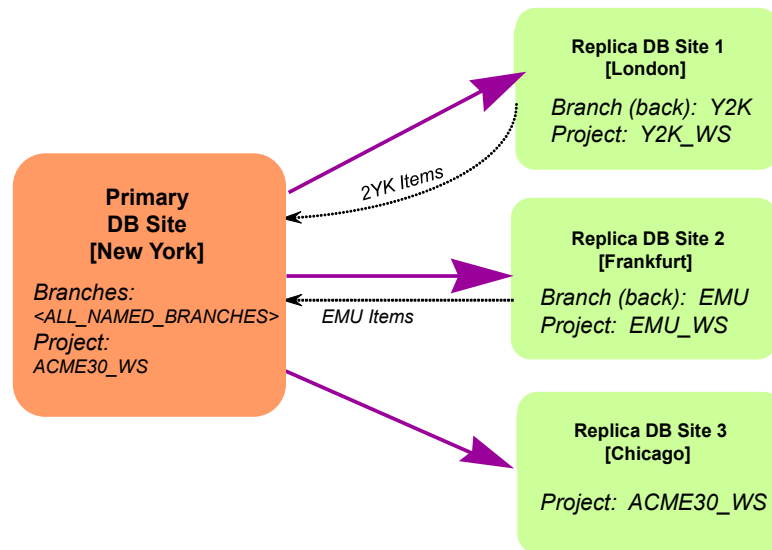 Primary
DB Site
[New York]
Branches:
<ALL_NAMED_BRANCHES>
Project:
ACME30_WS
2YK Items
EMU Items
Replica DB Site 1
[London]
Branch (back): Y2K
Project: Y2K_WS
Replica DB Site 2
[Frankfurt]
Branch (back): EMU
Project: EMU_WS
Replica DB Site 3
[Chicago]
Project: ACME30_WS